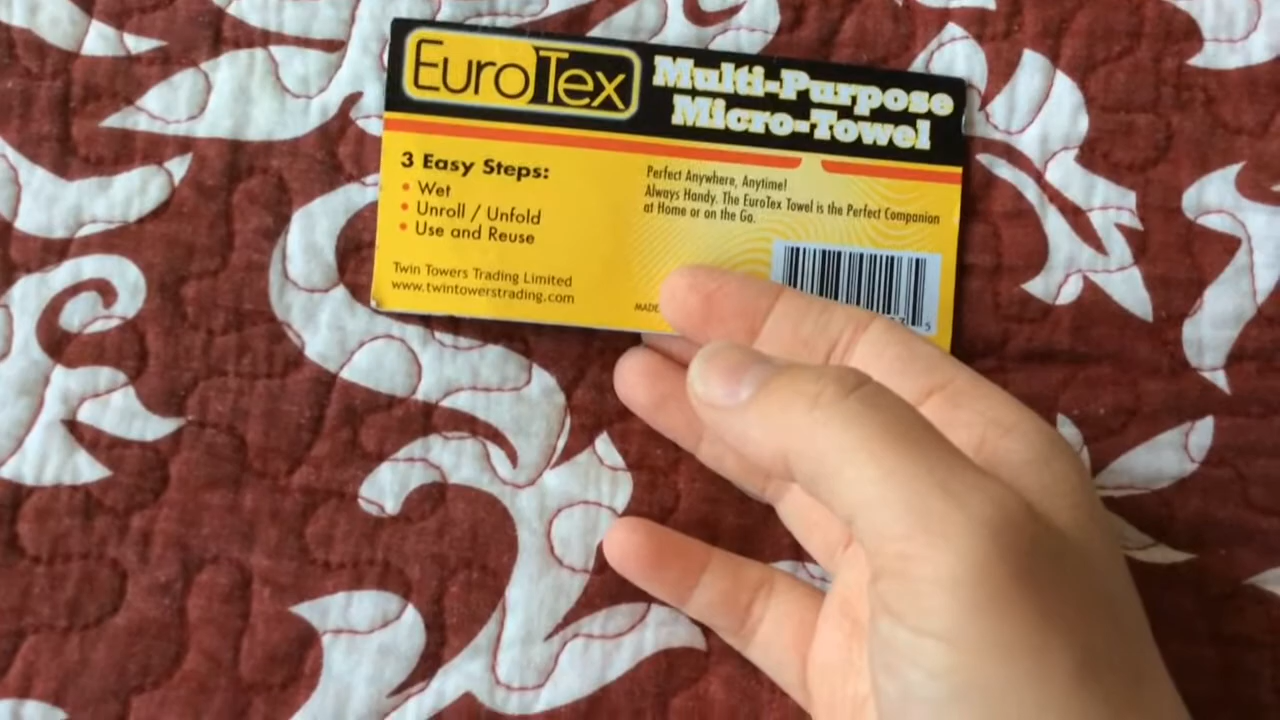 EuroTex
Multi-Purpose
Micro-Towel
3 Easy Steps:
• Wet
• Unroll / Unfold
• Use and Reuse
Twin Towers Trading Limited
www.twintowerstrading.com
Perfect Anywhere, Anytime!
Always Handy. The EuroTex Towel is the Perfect Companion
at Home or on the Go.
MADE
5